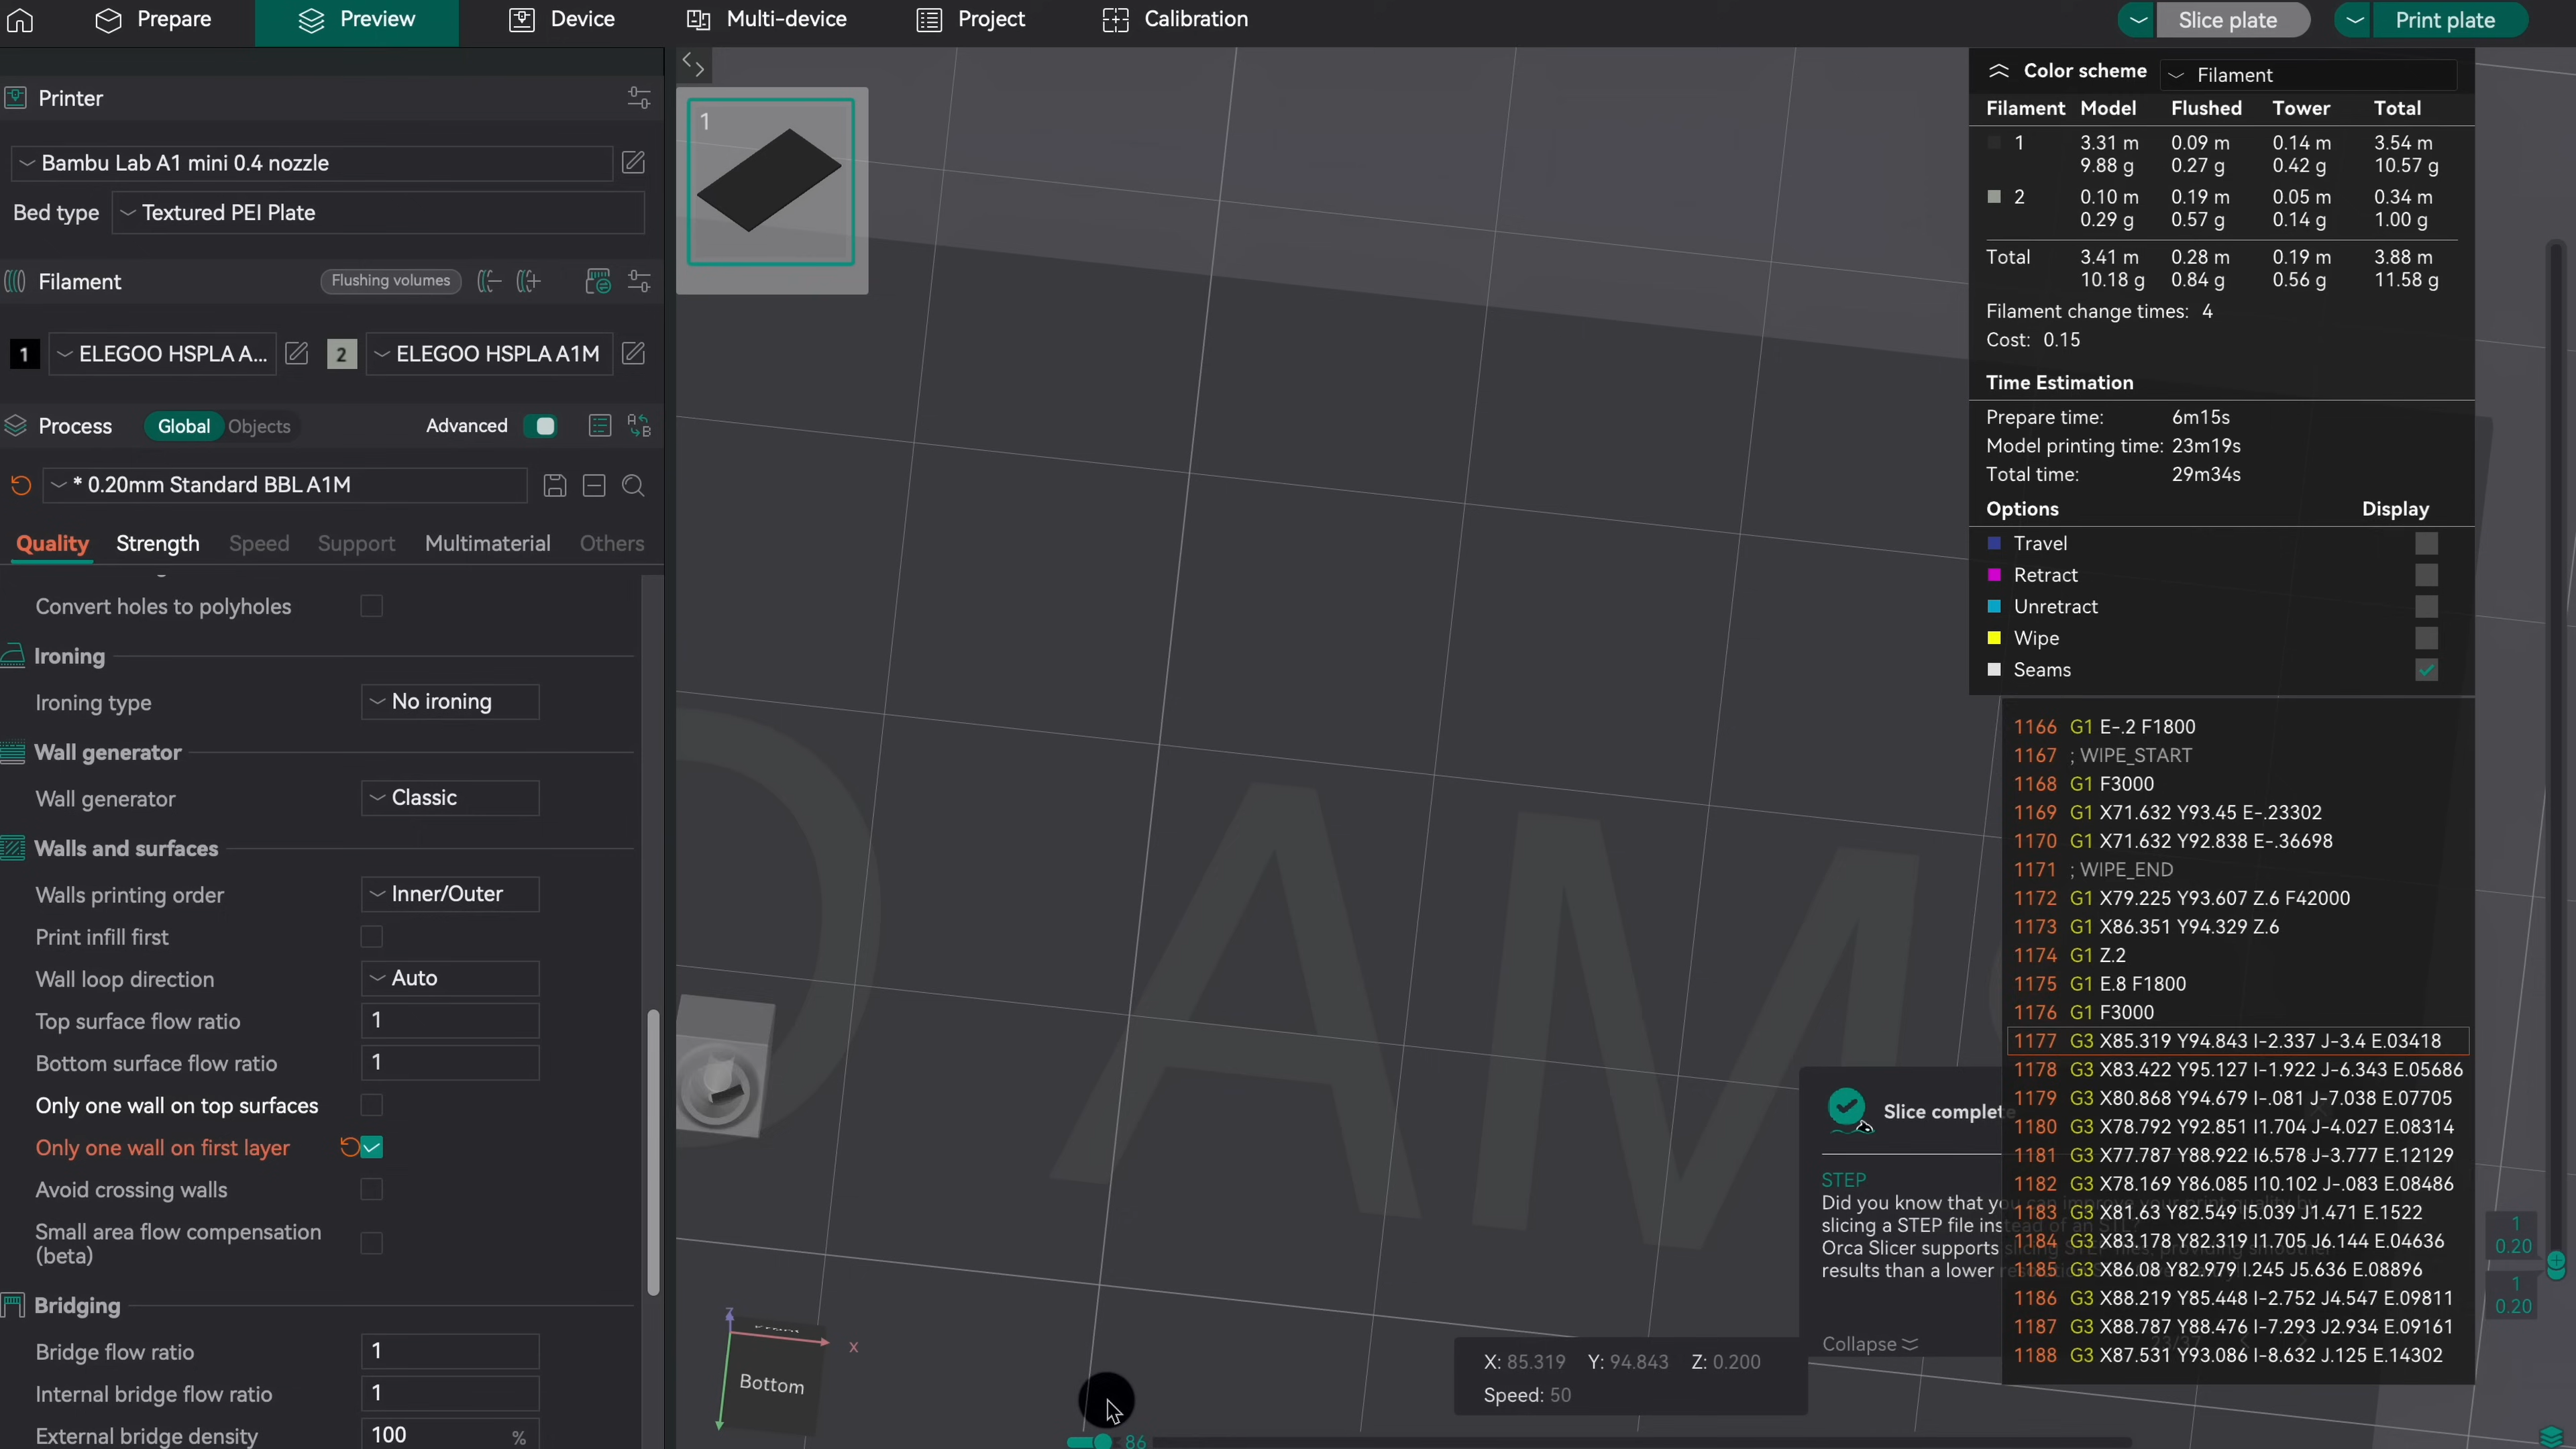 Prepare
Preview
Device
Multi-device
Project
Calibration
Slice plate
Print plate
Printer
Bambu Lab A1 mini 0.4 nozzle
Bed type
Textured PEI Plate
Filament
Flushing volumes
1
ELEGOO HSPLA A...
2
ELEGOO HSPLA A1M
Process
Global
Objects
Advanced
* 0.20mm Standard BBL A1M
Quality
Strength
Speed
Support
Multimaterial
Others
Convert holes to polyholes
Ironing
Ironing type
No ironing
Wall generator
Wall generator
Classic
Walls and surfaces
Walls printing order
Inner/Outer
Print infill first
Wall loop direction
Auto
Top surface flow ratio
1
Bottom surface flow ratio
1
Only one wall on top surfaces
Only one wall on first layer
Avoid crossing walls
Small area flow compensation
(beta)
Bridging
Bridge flow ratio
1
Internal bridge flow ratio
1
External bridge density
100 %
1
AM
Z
X
Bottom
86
Color scheme
Filament
Filament Model Flushed Tower Total
1 3.31 m 0.09 m 0.14 m 3.54 m
9.88 g 0.27 g 0.42 g 10.57 g
2 0.10 m 0.19 m 0.05 m 0.34 m
0.29 g 0.57 g 0.14 g 1.00 g
Total 3.41 m 0.28 m 0.19 m 3.88 m
10.18 g 0.84 g 0.56 g 11.58 g
Filament change times: 4
Cost: 0.15
Time Estimation
Prepare time: 6m15s
Model printing time: 23m19s
Total time: 29m34s
Options Display
Travel
Retract
Unretract
Wipe
Seams
1166 G1 E-.2 F1800
1167 ; WIPE_START
1168 G1 F3000
1169 G1 X71.632 Y93.45 E-.23302
1170 G1 X71.632 Y92.838 E-.36698
1171 ; WIPE_END
1172 G1 X79.225 Y93.607 Z.6 F42000
1173 G1 X86.351 Y94.329 Z.6
1174 G1 Z.2
1175 G1 E.8 F1800
1176 G1 F3000
1177 G3 X85.319 Y94.843 I-2.337 J-3.4 E.03418
1178 G3 X83.422 Y95.127 I-1.922 J-6.343 E.05686
1179 G3 X80.868 Y94.679 I-.081 J-7.038 E.07705
1180 G3 X78.792 Y92.851 I1.704 J-4.027 E.08314
1181 G3 X77.787 Y88.922 I6.578 J-3.777 E.12129
1182 G3 X78.169 Y86.085 I10.102 J-.083 E.08486
1183 G3 X81.63 Y82.549 I5.039 J1.471 E.1522
1184 G3 X83.178 Y82.319 I1.705 J6.144 E.04636
1185 G3 X86.08 Y82.979 I.245 J5.636 E.08896
1186 G3 X88.219 Y85.448 I-2.752 J4.547 E.09811
1187 G3 X88.787 Y88.476 I-7.293 J2.934 E.09161
1188 G3 X87.531 Y93.086 I-8.632 J.125 E.14302
Slice complete
STEP
Did you know that you can improve your print quality by
slicing a STEP file instead of an STL?
Orca Slicer supports slicing STEP files, providing smoother
results than a lower
Collapse
X: 85.319 Y: 94.843 Z: 0.200
Speed: 50
1
0.20
1
0.20